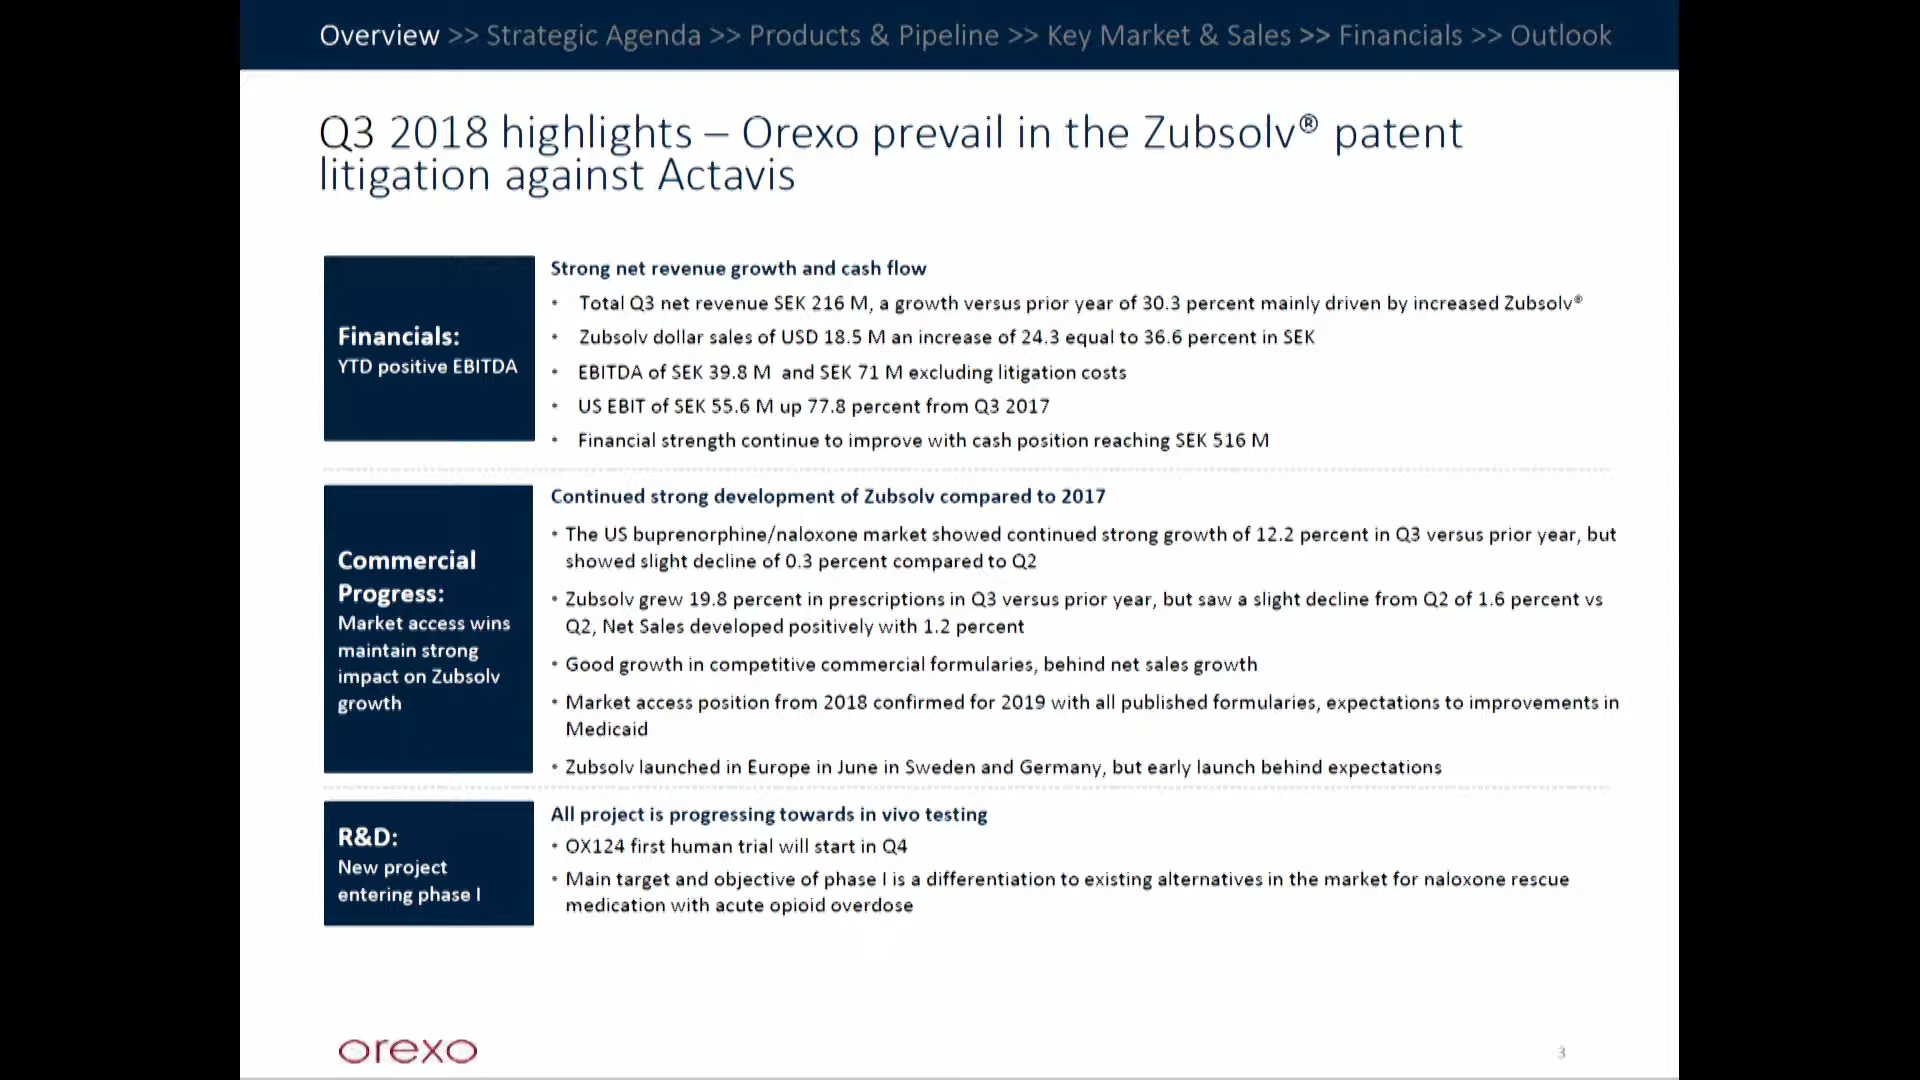 Overview >> Strategic Agenda >> Products & Pipeline >> Key Market & Sales >> Financials >> Outlook
Q3 2018 highlights – Orexo prevail in the Zubsolv® patent
litigation against Actavis
Financials:
YTD positive EBITDA
Strong net revenue growth and cash flow
• Total Q3 net revenue SEK 216 M, a growth versus prior year of 30.3 percent mainly driven by increased Zubsolv®
• Zubsolv dollar sales of USD 18.5 M an increase of 24.3 equal to 36.6 percent in SEK
• EBITDA of SEK 39.8 M and SEK 71 M excluding litigation costs
• US EBIT of SEK 55.6 M up 77.8 percent from Q3 2017
• Financial strength continue to improve with cash position reaching SEK 516 M
Commercial
Progress:
Market access wins
maintain strong
impact on Zubsolv
growth
Continued strong development of Zubsolv compared to 2017
• The US buprenorphine/naloxone market showed continued strong growth of 12.2 percent in Q3 versus prior year, but
showed slight decline of 0.3 percent compared to Q2
• Zubsolv grew 19.8 percent in prescriptions in Q3 versus prior year, but saw a slight decline from Q2 of 1.6 percent vs
Q2, Net Sales developed positively with 1.2 percent
• Good growth in competitive commercial formularies, behind net sales growth
• Market access position from 2018 confirmed for 2019 with all published formularies, expectations to improvements in
Medicaid
• Zubsolv launched in Europe in June in Sweden and Germany, but early launch behind expectations
R&D:
New project
entering phase I
All project is progressing towards in vivo testing
• OX124 first human trial will start in Q4
• Main target and objective of phase I is a differentiation to existing alternatives in the market for naloxone rescue
medication with acute opioid overdose
orexo
3